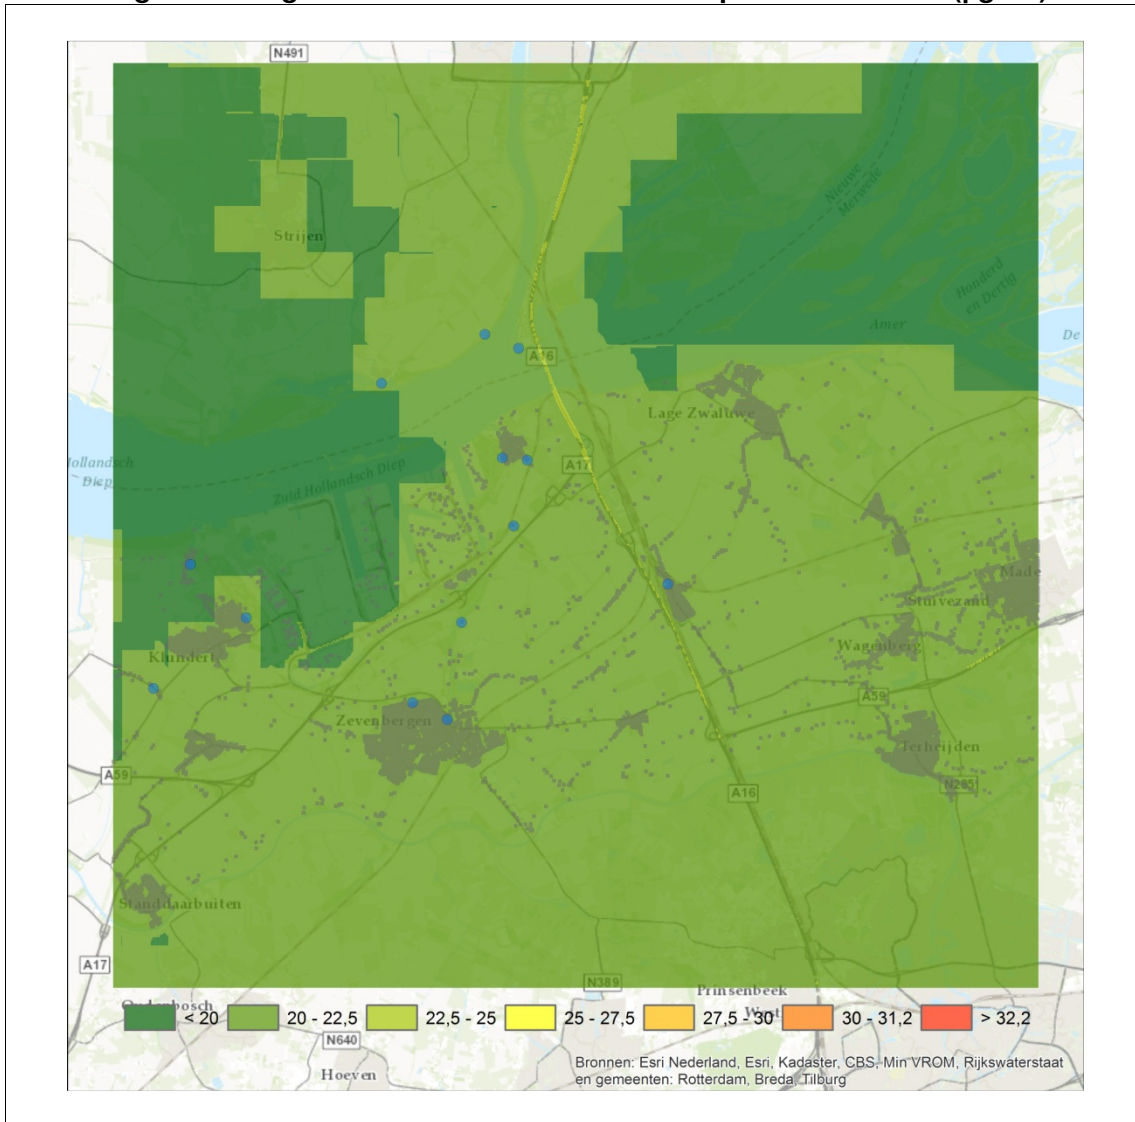 N491
Nieuwe
Merwede
Strijen
Honderd
en Dertig
Amer
De
A16
Lage Zwaluwe
Hollandsch
Diep
Zuid Hollandsch Diep
A17
Made
Stuivezand
Klundert
Wagenberg
A59
Zevenbergen
Terheijden
A59
A16
N285
Standdaarbuiten
A17
N389
Prinsenbeek
Oudenbosch
West
< 20 20 - 22,5 22,5 - 25 25 - 27,5 27,5 - 30 30 - 31,2 > 32,2
N640
Hoeven
Bronnen: Esri Nederland, Esri, Kadaster, CBS, Min VROM, Rijkswaterstaat
en gemeenten: Rotterdam, Breda, Tilburg